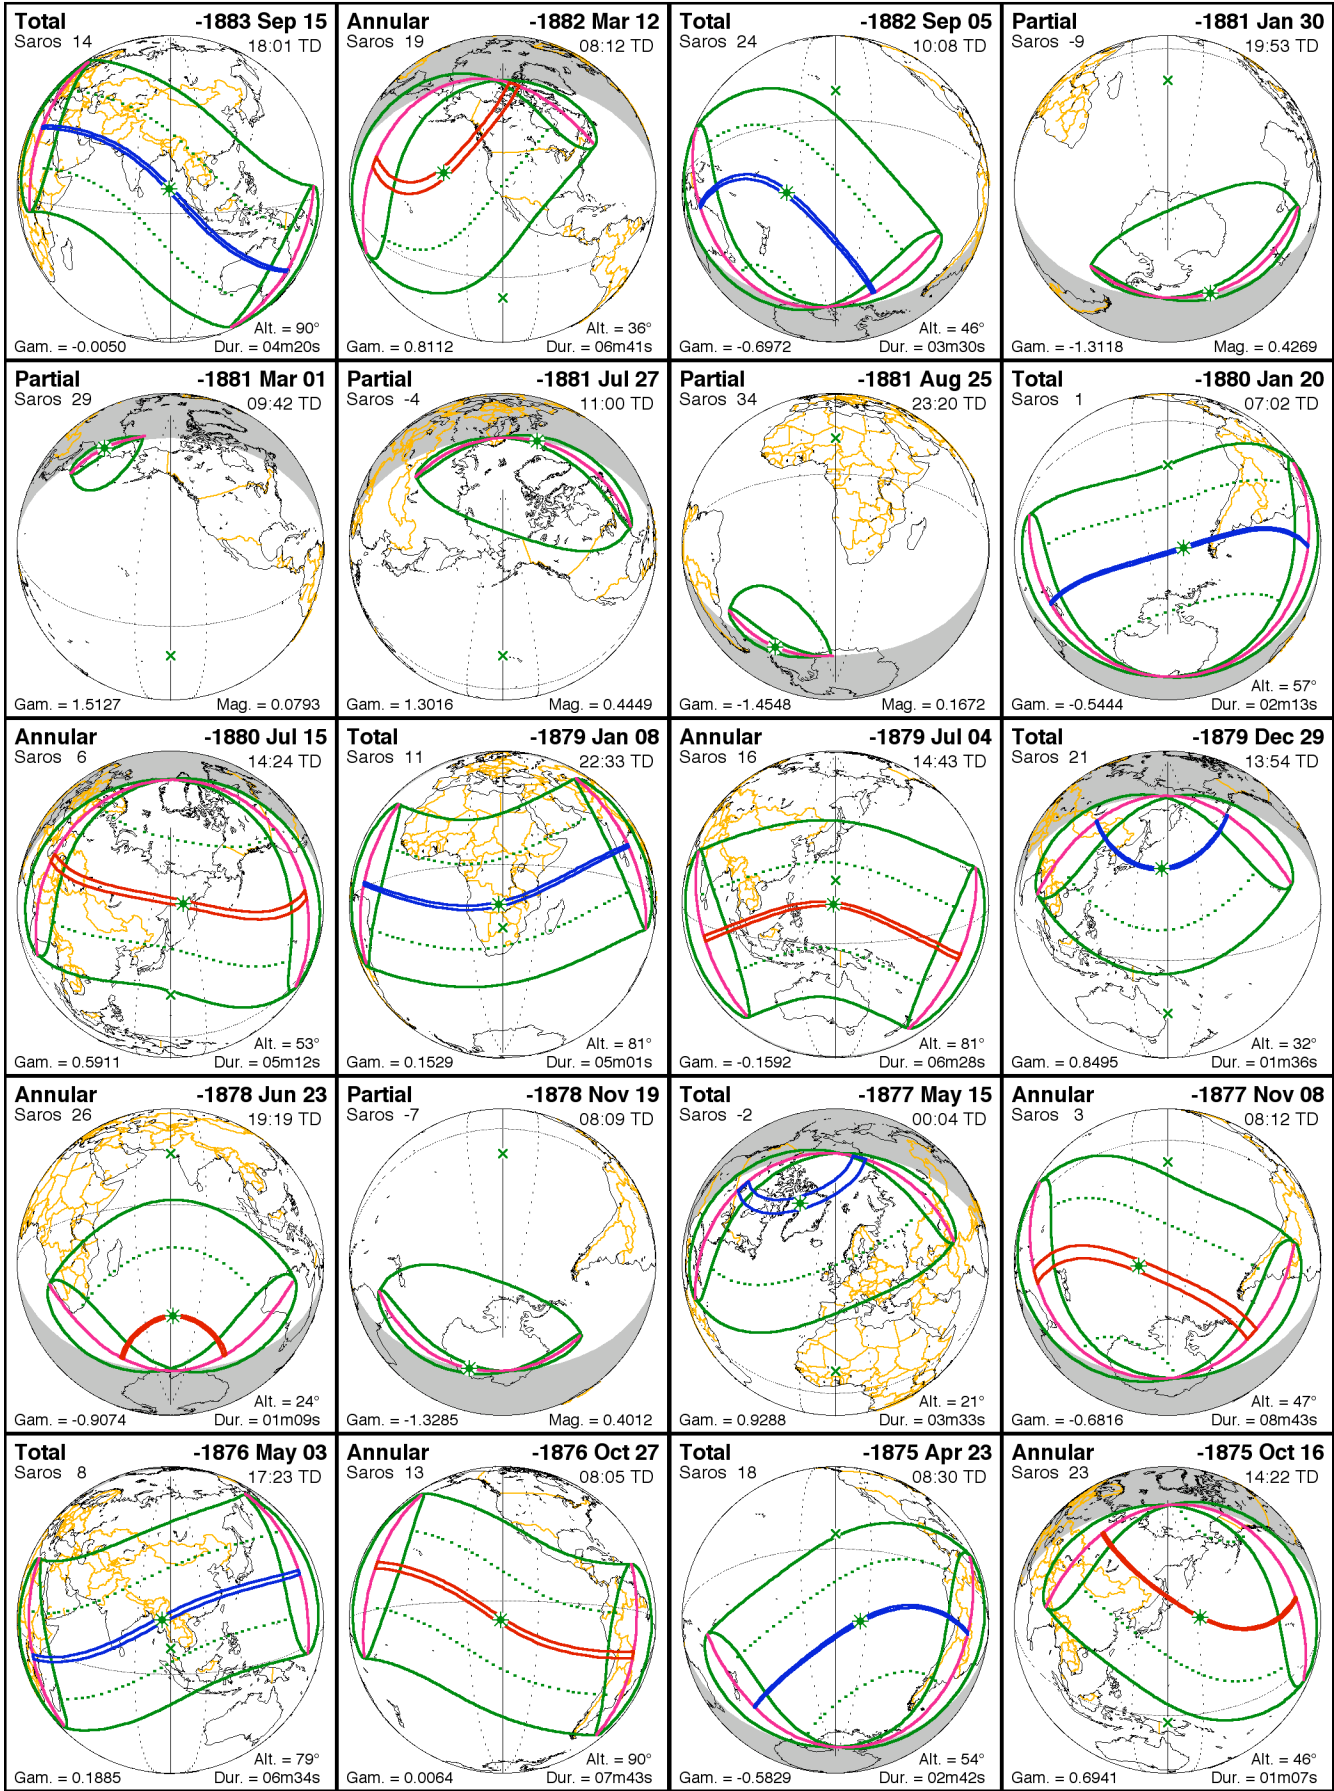 Total -1883 Sep 15
Saros 14 18:01 TD
Alt. = 90°
Gam. = -0.0050 Dur. = 04m20s
Annular -1882 Mar 12
Saros 19 08:12 TD
Alt. = 36°
Gam. = 0.8112 Dur. = 06m41s
Total -1882 Sep 05
Saros 24 10:08 TD
Alt. = 46°
Gam. = -0.6972 Dur. = 03m30s
Partial -1881 Jan 30
Saros -9 19:53 TD
Gam. = -1.3118 Mag. = 0.4269
Partial -1881 Mar 01
Saros 29 09:42 TD
Gam. = 1.5127 Mag. = 0.0793
Partial -1881 Jul 27
Saros -4 11:00 TD
Gam. = 1.3016 Mag. = 0.4449
Partial -1881 Aug 25
Saros 34 23:20 TD
Gam. = -1.4548 Mag. = 0.1672
Total -1880 Jan 20
Saros 1 07:02 TD
Alt. = 57°
Gam. = -0.5444 Dur. = 02m13s
Annular -1880 Jul 15
Saros 6 14:24 TD
Alt. = 53°
Gam. = 0.5911 Dur. = 05m12s
Total -1879 Jan 08
Saros 11 22:33 TD
Alt. = 81°
Gam. = 0.1529 Dur. = 05m01s
Annular -1879 Jul 04
Saros 16 14:43 TD
Alt. = 81°
Gam. = -0.1592 Dur. = 06m28s
Total -1879 Dec 29
Saros 21 13:54 TD
Alt. = 32°
Gam. = 0.8495 Dur. = 01m36s
Annular -1878 Jun 23
Saros 26 19:19 TD
Alt. = 24°
Gam. = -0.9074 Dur. = 01m09s
Partial -1878 Nov 19
Saros -7 08:09 TD
Gam. = -1.3285 Mag. = 0.4012
Total -1877 May 15
Saros -2 00:04 TD
Alt. = 21°
Gam. = 0.9288 Dur. = 03m33s
Annular -1877 Nov 08
Saros 3 08:12 TD
Alt. = 47°
Gam. = -0.6816 Dur. = 08m43s
Total -1876 May 03
Saros 8 17:23 TD
Alt. = 79°
Gam. = 0.1885 Dur. = 06m34s
Annular -1876 Oct 27
Saros 13 08:05 TD
Alt. = 90°
Gam. = 0.0064 Dur. = 07m43s
Total -1875 Apr 23
Saros 18 08:30 TD
Alt. = 54°
Gam. = -0.5829 Dur. = 02m42s
Annular -1875 Oct 16
Saros 23 14:22 TD
Alt. = 46°
Gam. = 0.6941 Dur. = 01m07s